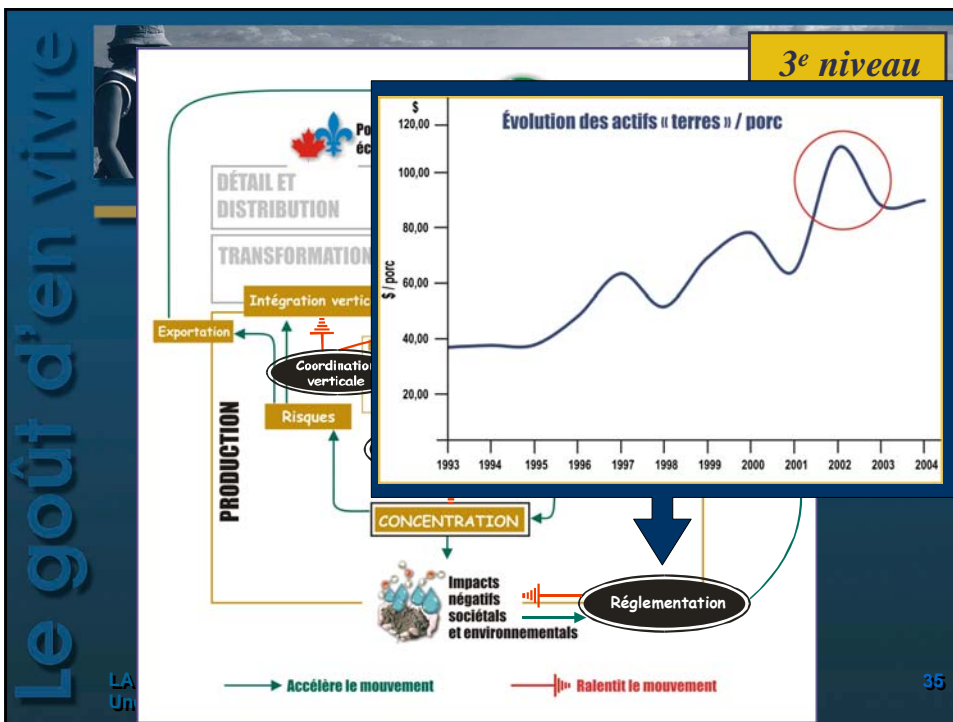 Le goût d'en vivre
3e niveau
Évolution des actifs « terres » / porc
$
120,00
100,00
80,00
60,00
40,00
20,00
$ / porc
1993 1994 1995 1996 1997 1998 1999 2000 2001 2002 2003 2004
DÉTAIL ET
DISTRIBUTION
TRANSFORMATION
Intégration
Exportation
Coordination
verticale
Risques
PRODUCTION
CONCENTRATION
Impacts
négatifs
sociétals
et environnementals
Réglementation
Accélère le mouvement
Ralentit le mouvement
35